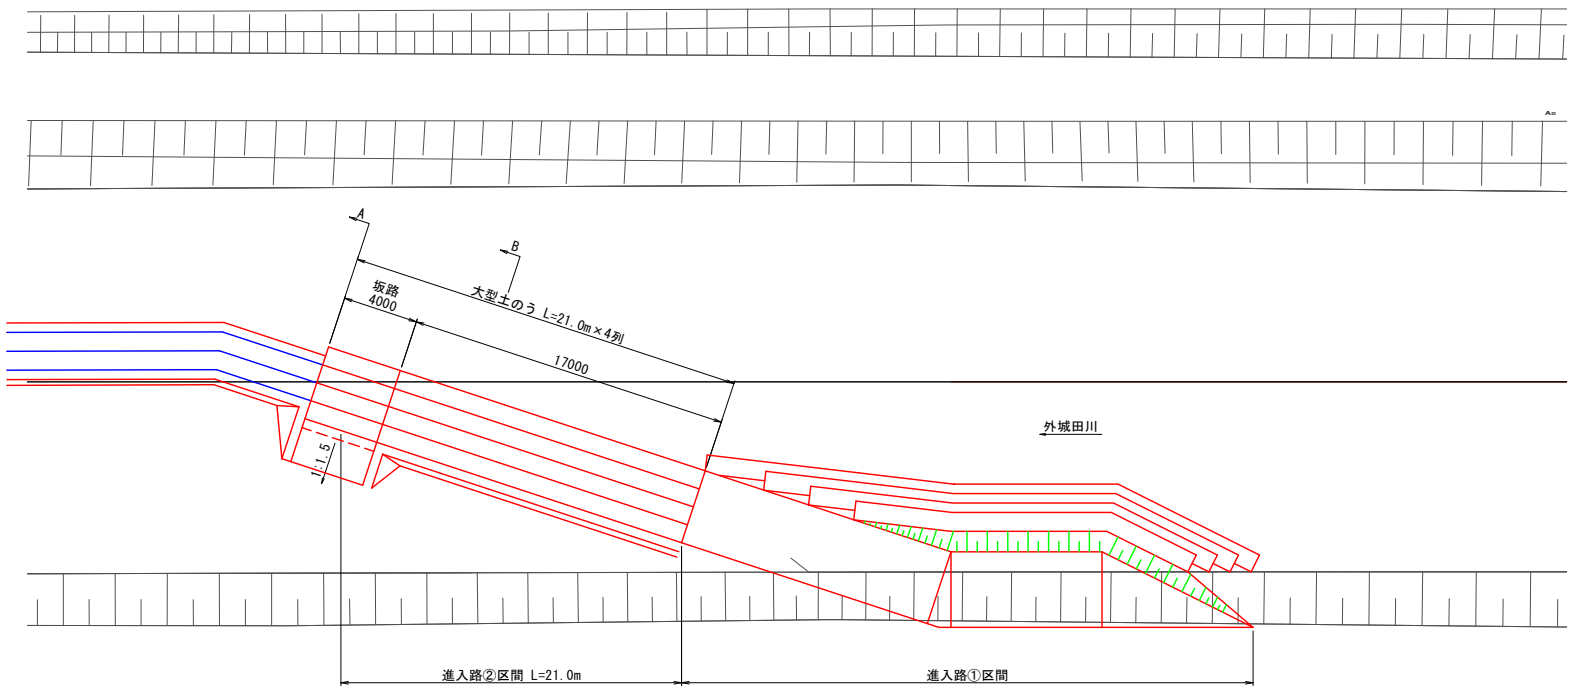 As
A
B
坂路
4000
大型土のう L=21.0m×4列
17000
外城田川
1:1.5
進入路②区間 L=21.0m
進入路①区間